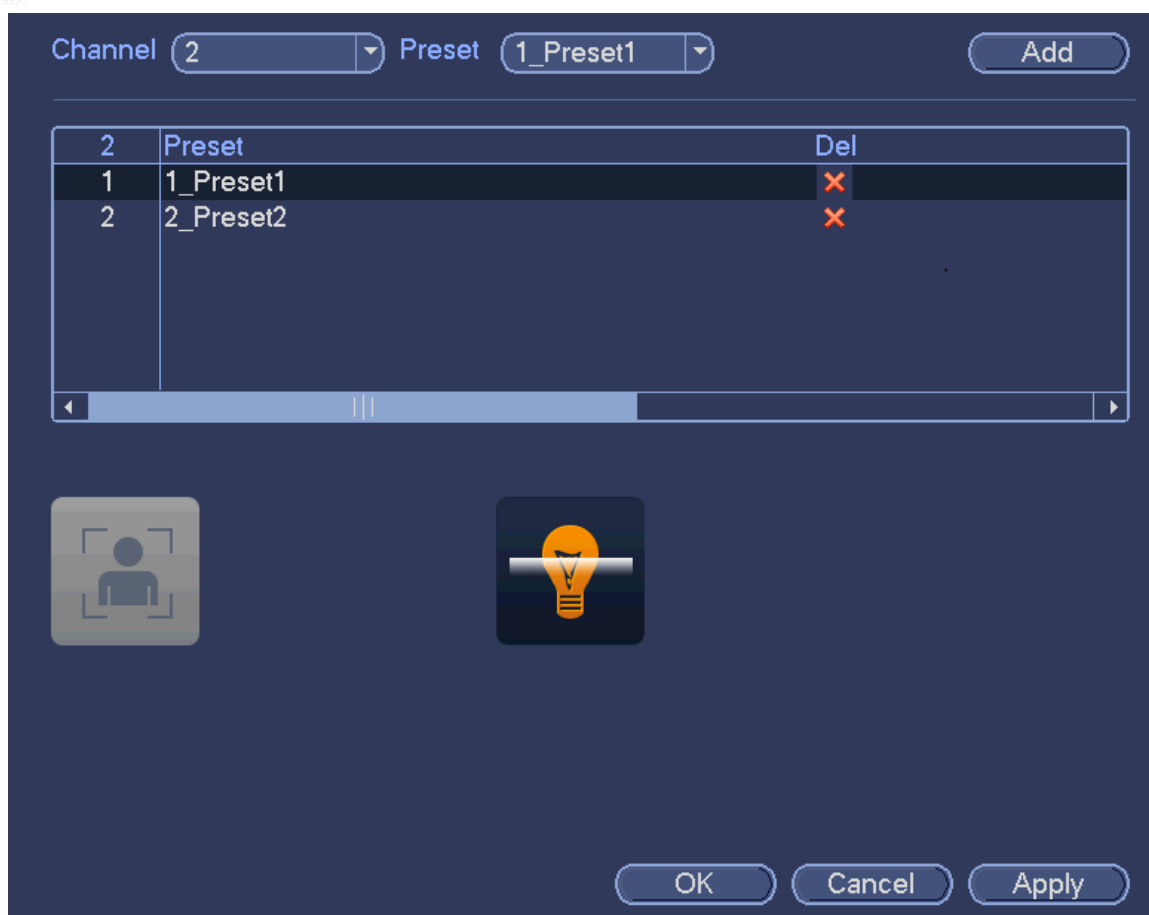 Channel 2 Preset 1_Preset1 Add
2 Preset Del
1 1_Preset1
2 2_Preset2
OK Cancel Apply